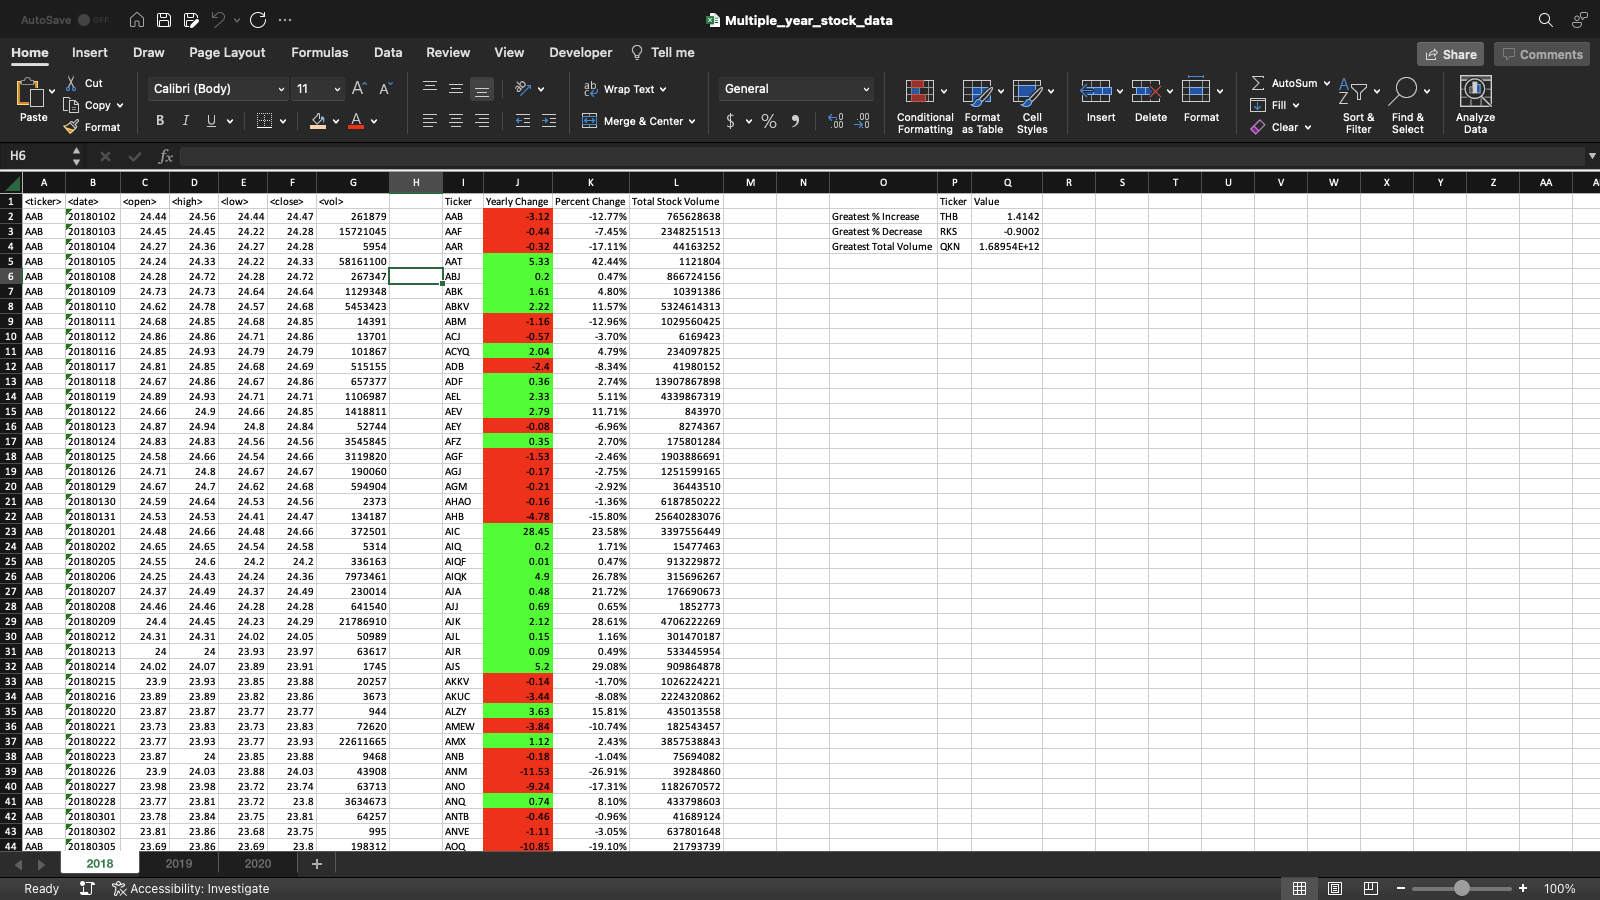 AutoSave OFF ... Multiple_year_stock_data
Home Insert Draw Page Layout Formulas Data Review View Developer Tell me Share Comments
Paste Cut Copy Format
Calibri (Body) 11 A^ A
B I U A
ab Wrap Text
Merge & Center
General
$ % 9
Conditional Formatting Format as Table Cell Styles Insert Delete Format
AutoSum Fill Clear
Sort & Filter Find & Select Analyze Data
H6 fx
A B C D E F G H I J K L M N O P Q R S T U V W X Y Z AA
1 <ticker> <date> <open> <high> <low> <close> <vol> Ticker Yearly Change Percent Change Total Stock Volume Ticker Value
2 AAB 20180102 24.44 24.56 24.44 24.47 261879 AAB -3.12 -12.77% 765628638 Greatest % Increase THB 1.4142
3 AAB 20180103 24.45 24.45 24.22 24.28 15721045 AAF -0.44 -7.45% 2348251513 Greatest % Decrease RKS -0.9002
4 AAB 20180104 24.27 24.36 24.27 24.28 5954 AAR -0.32 -17.11% 44163252 Greatest Total Volume QKN 1.68954E+12
5 AAB 20180105 24.24 24.33 24.22 24.33 58161100 AAT 5.33 42.44% 1121804
6 AAB 20180108 24.28 24.72 24.28 24.72 267347 ABJ 0.2 0.47% 866724156
7 AAB 20180109 24.73 24.73 24.64 24.64 1129348 ABK 1.61 4.80% 10391386
8 AAB 20180110 24.62 24.78 24.57 24.68 5453423 ABKV 2.22 11.57% 5324614313
9 AAB 20180111 24.68 24.85 24.68 24.85 14391 ABM -1.16 -12.96% 1029560425
10 AAB 20180112 24.86 24.86 24.71 24.86 13701 ACJ -0.57 -3.70% 6169423
11 AAB 20180116 24.85 24.93 24.79 24.79 101867 ACYQ 2.04 4.79% 234097825
12 AAB 20180117 24.81 24.85 24.68 24.69 515155 ADB -2.4 -8.34% 41980152
13 AAB 20180118 24.67 24.86 24.67 24.86 657377 ADF 0.36 2.74% 13907867898
14 AAB 20180119 24.89 24.93 24.71 24.71 1106987 AEL 2.33 5.11% 4339867319
15 AAB 20180122 24.66 24.9 24.66 24.85 1418811 AEV 2.79 11.71% 843970
16 AAB 20180123 24.87 24.94 24.8 24.84 52744 AEY -0.08 -6.96% 8274367
17 AAB 20180124 24.83 24.83 24.56 24.56 3545845 AFZ 0.35 2.70% 175801284
18 AAB 20180125 24.58 24.66 24.54 24.66 3119820 AGF -1.53 -2.46% 1903886691
19 AAB 20180126 24.71 24.8 24.67 24.67 190060 AGJ -0.17 -2.75% 1251599165
20 AAB 20180129 24.67 24.7 24.62 24.68 594904 AGM -0.21 -2.92% 36443510
21 AAB 20180130 24.59 24.64 24.53 24.56 2373 AHAO -0.16 -1.36% 6187850222
22 AAB 20180131 24.53 24.53 24.41 24.47 134187 AHB -4.78 -15.80% 25640283076
23 AAB 20180201 24.48 24.66 24.48 24.66 372501 AIC 28.45 23.58% 3397556449
24 AAB 20180202 24.65 24.65 24.54 24.58 5314 AIQ 0.2 1.71% 15477463
25 AAB 20180205 24.55 24.6 24.2 24.2 336163 AIQF 0.01 0.47% 913229872
26 AAB 20180206 24.25 24.43 24.24 24.36 7973461 AIQK 4.9 26.78% 315696267
27 AAB 20180207 24.37 24.49 24.37 24.49 230014 AJA 0.48 21.72% 176690673
28 AAB 20180208 24.46 24.46 24.28 24.28 641540 AJJ 0.69 0.65% 1852773
29 AAB 20180209 24.4 24.45 24.23 24.29 21786910 AJK 2.12 28.61% 4706222269
30 AAB 20180212 24.31 24.31 24.02 24.05 50989 AJL 0.15 1.16% 301470187
31 AAB 20180213 24 24 23.93 23.97 63617 AJR 0.09 0.49% 533445954
32 AAB 20180214 24.02 24.07 23.89 23.91 1745 AJS 5.2 29.08% 909864878
33 AAB 20180215 23.9 23.93 23.85 23.88 20257 AKKV -0.14 -1.70% 1026224221
34 AAB 20180216 23.89 23.89 23.82 23.86 3673 AKUC -3.44 -8.08% 2224320862
35 AAB 20180220 23.87 23.87 23.77 23.77 944 ALZY 3.63 15.81% 435013558
36 AAB 20180221 23.73 23.83 23.73 23.83 72620 AMEW -3.84 -10.74% 182543457
37 AAB 20180222 23.77 23.93 23.77 23.93 22611665 AMX 1.12 2.43% 3857538843
38 AAB 20180223 23.87 24 23.85 23.88 9468 ANB -0.18 -1.04% 75694082
39 AAB 20180226 23.9 24.03 23.88 24.03 43908 ANM -11.53 -26.91% 39284860
40 AAB 20180227 23.98 23.98 23.72 23.74 63713 ANO -9.24 -17.31% 1182670572
41 AAB 20180228 23.77 23.81 23.72 23.8 3634673 ANQ 0.74 8.10% 433798603
42 AAB 20180301 23.78 23.84 23.75 23.81 64257 ANTB -0.46 -0.96% 41689124
43 AAB 20180302 23.81 23.86 23.68 23.75 995 ANVE -1.11 -3.05% 637801648
44 AAB 20180305 23.69 23.86 23.69 23.8 198312 AOQ -10.85 -19.10% 21793739
2018 2019 2020 +
Ready Accessibility: Investigate - + 100%